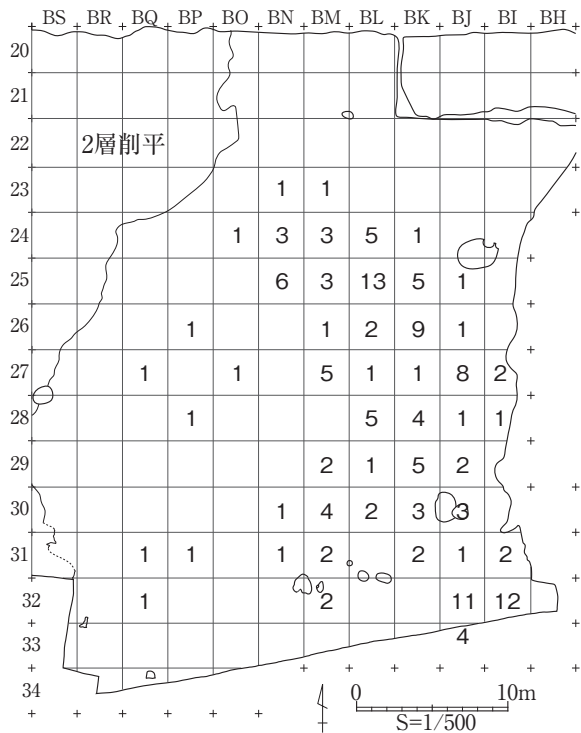 BS BR BQ BP BO BN BM BL BK BJ BI BH
20
21
22 2層削平
23 1 1
24 1 3 3 5 1
25 6 3 13 5 1
26 1 1 2 9 1
27 1 1 5 1 1 8 2
28 1 5 4 1 1
29 2 1 5 2
30 1 4 2 3 3
31 1 1 1 2 2 1 2
32 1 2 11 12
33 4
34
0 10m
S=1/500